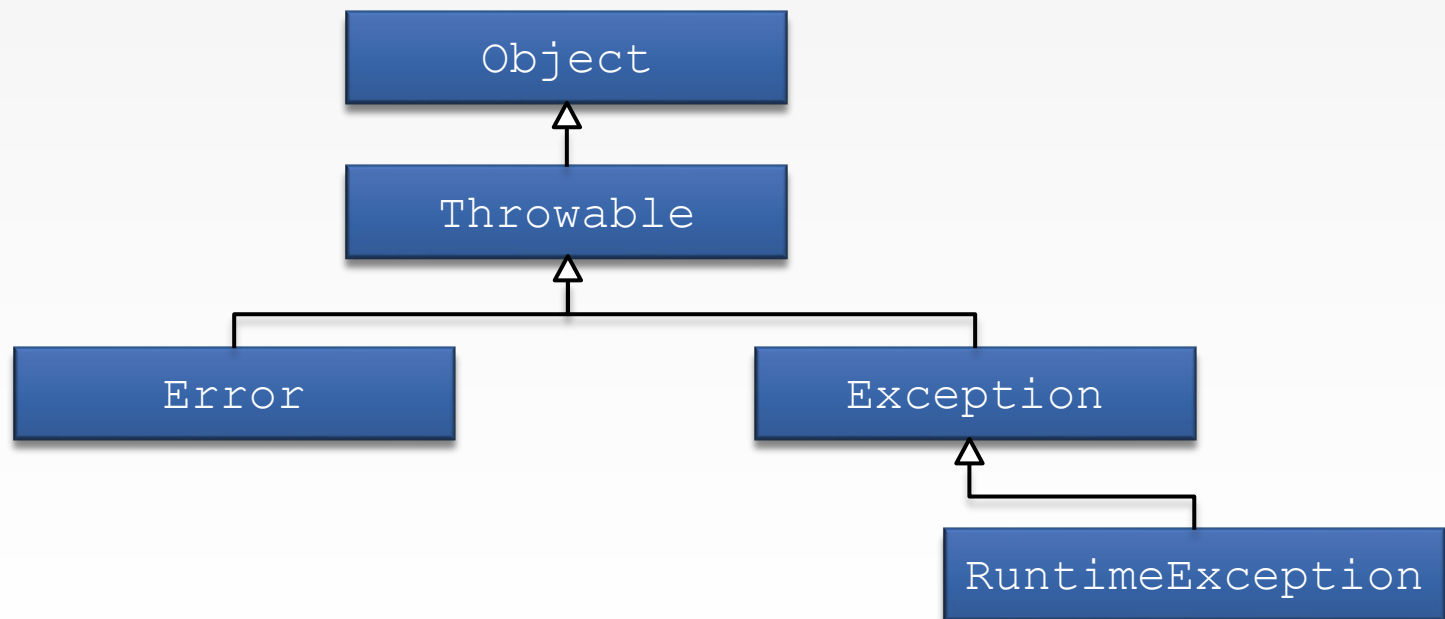 Object
Throwable
Error
Exception
RuntimeException